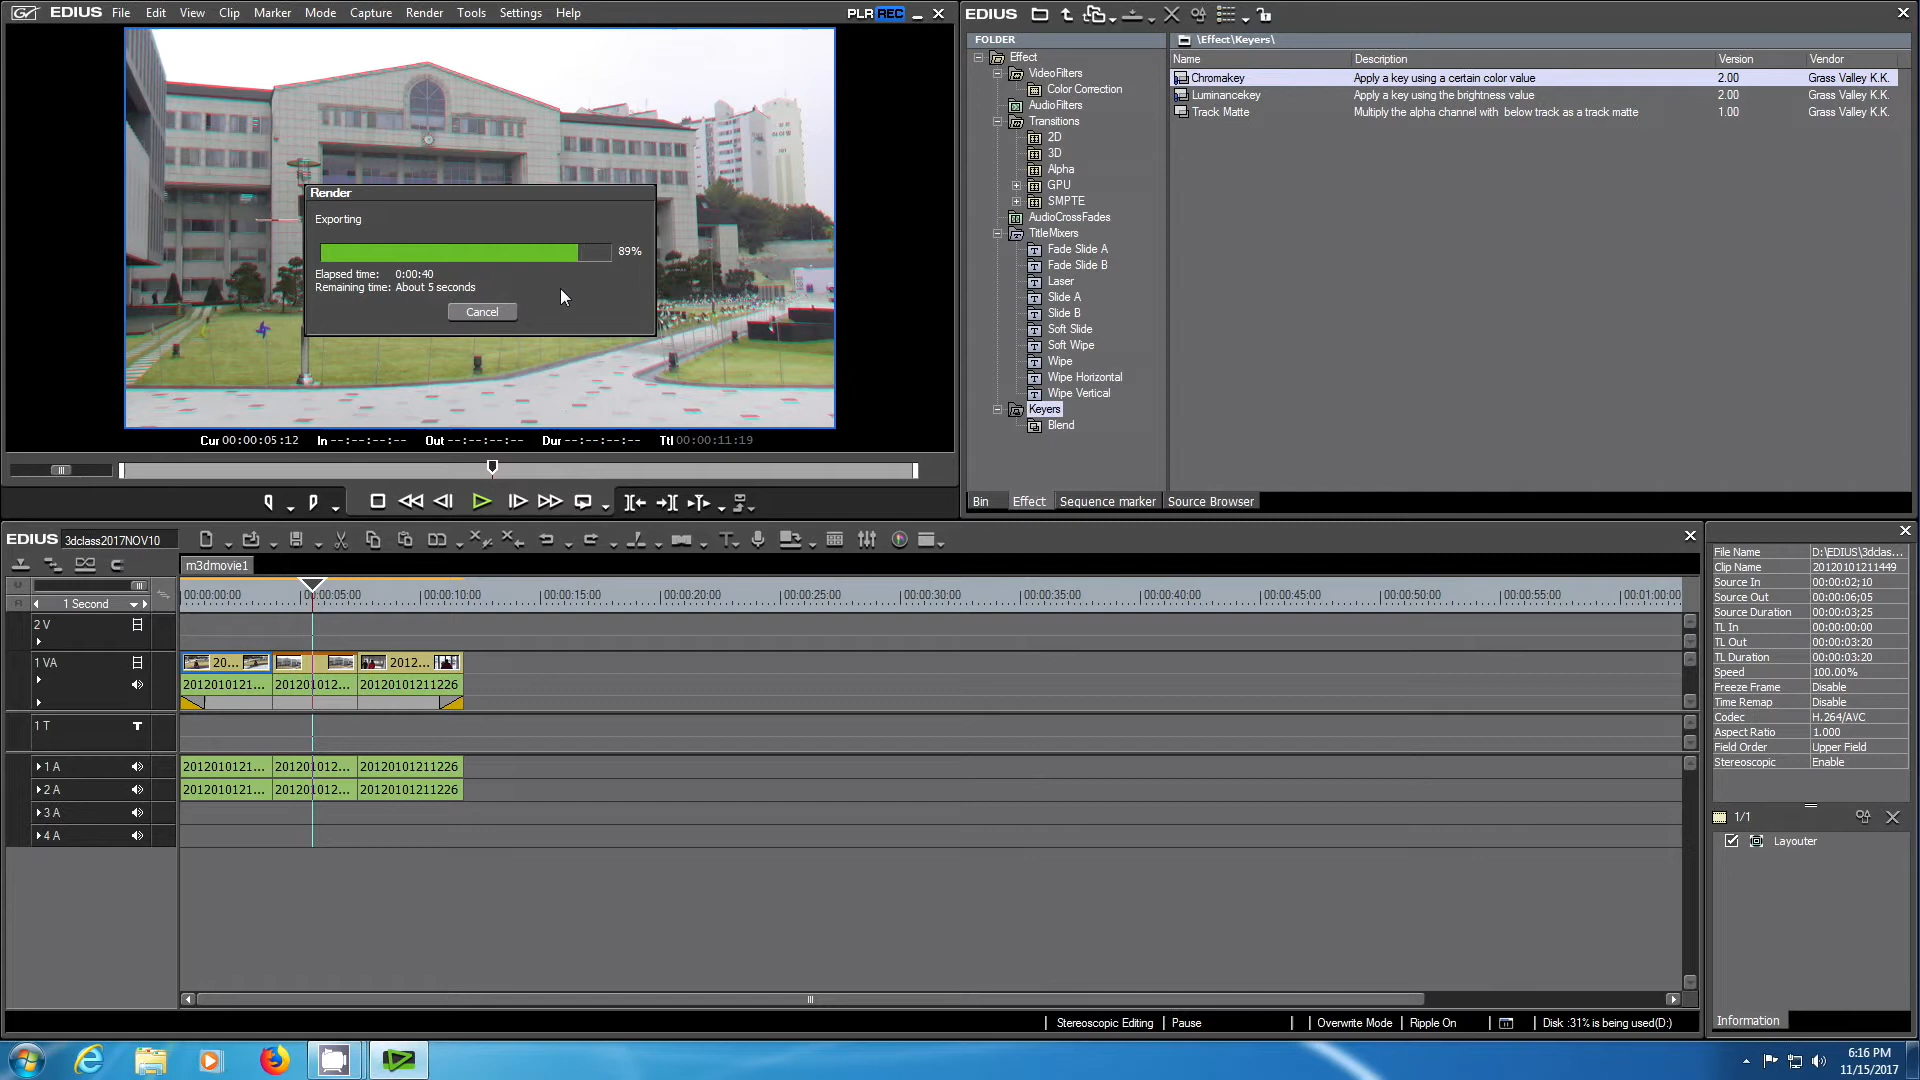 EDIUS File Edit View Clip Marker Mode Capture Render Tools Settings Help
PLR REC
Render
Exporting
89%
Elapsed time: 0:00:40
Remaining time: About 5 seconds
Cancel
Cur 00:00:05:12 In --:--:--:-- Out --:--:--:-- Dur --:--:--:-- Ttl 00:00:11:19
EDIUS
FOLDER
Effect
VideoFilters
Color Correction
AudioFilters
Transitions
2D
3D
Alpha
GPU
SMPTE
AudioCrossFades
TitleMixers
Fade Slide A
Fade Slide B
Laser
Slide A
Slide B
Soft Slide
Soft Wipe
Wipe
Wipe Horizontal
Wipe Vertical
Keyers
Blend
\Effect\Keyers\
Name Description Version Vendor
Chromakey Apply a key using a certain color value 2.00 Grass Valley K.K.
Luminancekey Apply a key using the brightness value 2.00 Grass Valley K.K.
Track Matte Multiply the alpha channel with below track as a track matte 1.00 Grass Valley K.K.
Bin Effect Sequence marker Source Browser
EDIUS 3dclass2017NOV10
m3dmovie1
1 Second
00:00:00:00 00:00:05:00 00:00:10:00 00:00:15:00 00:00:20:00 00:00:25:00 00:00:30:00 00:00:35:00 00:00:40:00 00:00:45:00 00:00:50:00 00:00:55:00 00:01:00:00
2 V
1 VA 20... 2012...
2012010121... 201201012... 20120101211226
1 T T
1 A 2012010121... 201201012... 20120101211226
2 A 2012010121... 201201012... 20120101211226
3 A
4 A
File Name D:\EDIUS\3dclas...
Clip Name 20120101211449
Source In 00:00:02;10
Source Out 00:00:06;05
Source Duration 00:00:03;25
TL In 00:00:00:00
TL Out 00:00:03:20
TL Duration 00:00:03:20
Speed 100.00%
Freeze Frame Disable
Time Remap Disable
Codec H.264/AVC
Aspect Ratio 1.000
Field Order Upper Field
Stereoscopic Enable
1/1
Layouter
Information
Stereoscopic Editing Pause Overwrite Mode Ripple On Disk :31% is being used(D:)
6:16 PM
11/15/2017